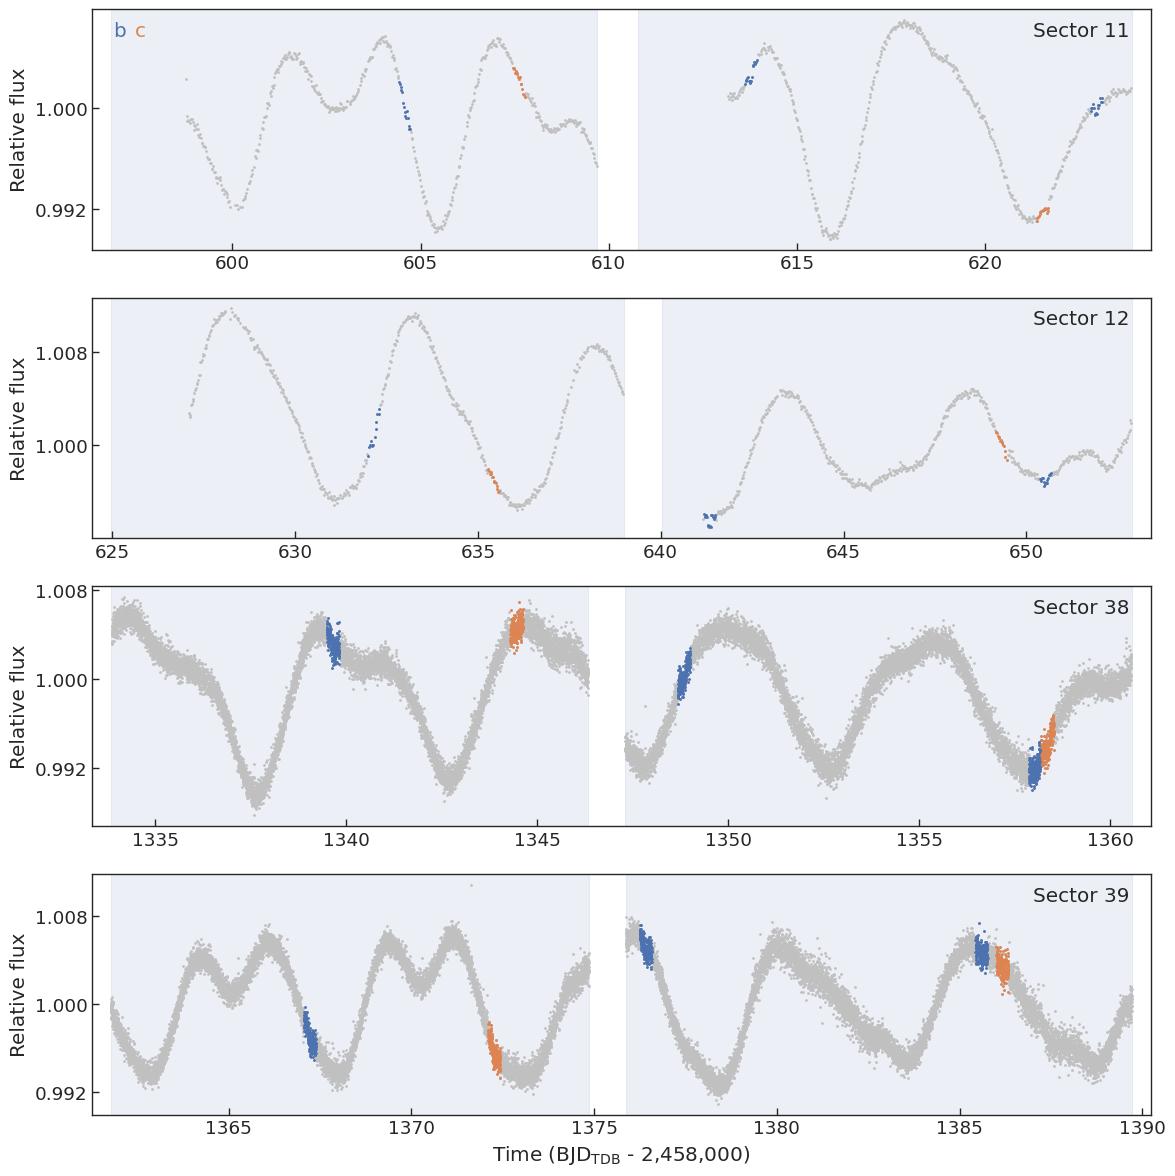 b c
Sector 11
Relative flux
1.000
0.992
600 605 610 615 620
Sector 12
Relative flux
1.008
1.000
625 630 635 640 645 650
Sector 38
Relative flux
1.008
1.000
0.992
1335 1340 1345 1350 1355 1360
Sector 39
Relative flux
1.008
1.000
0.992
1365 1370 1375 1380 1385 1390
Time (BJD_TDB - 2,458,000)